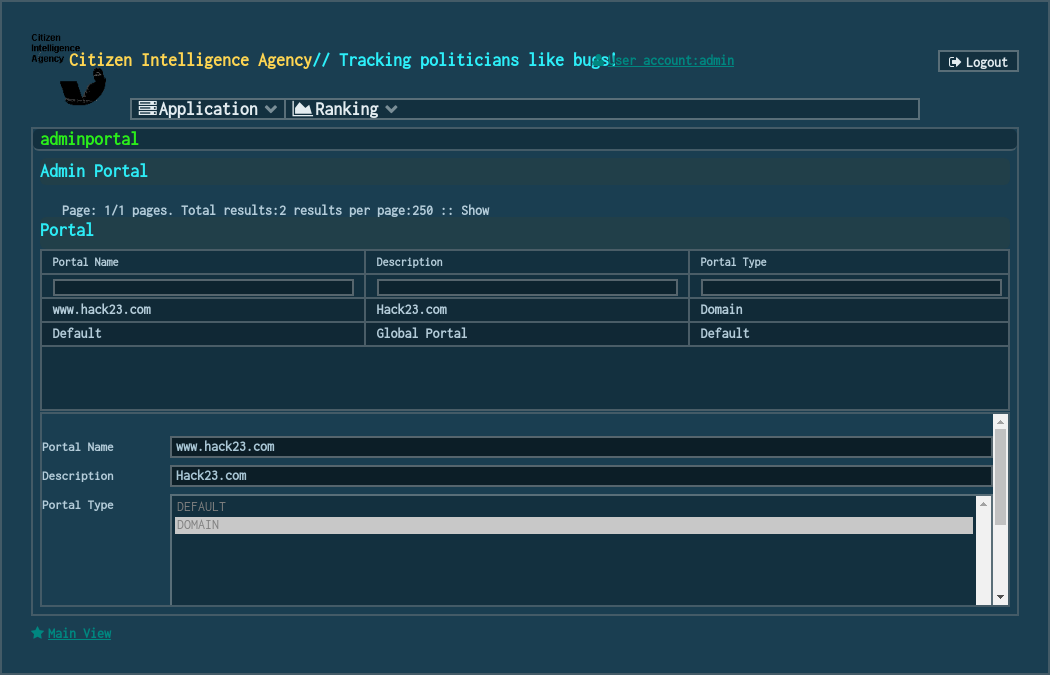 Citizen
Intelligence
Agency
Citizen Intelligence Agency// Tracking politicians like bugs!
User account:admin
Logout
Application
Ranking
adminportal
Admin Portal
Page: 1/1 pages. Total results:2 results per page:250 :: Show
Portal
Portal Name Description Portal Type
www.hack23.com Hack23.com Domain
Default Global Portal Default
Portal Name www.hack23.com
Description Hack23.com
Portal Type DEFAULT
DOMAIN
Main View